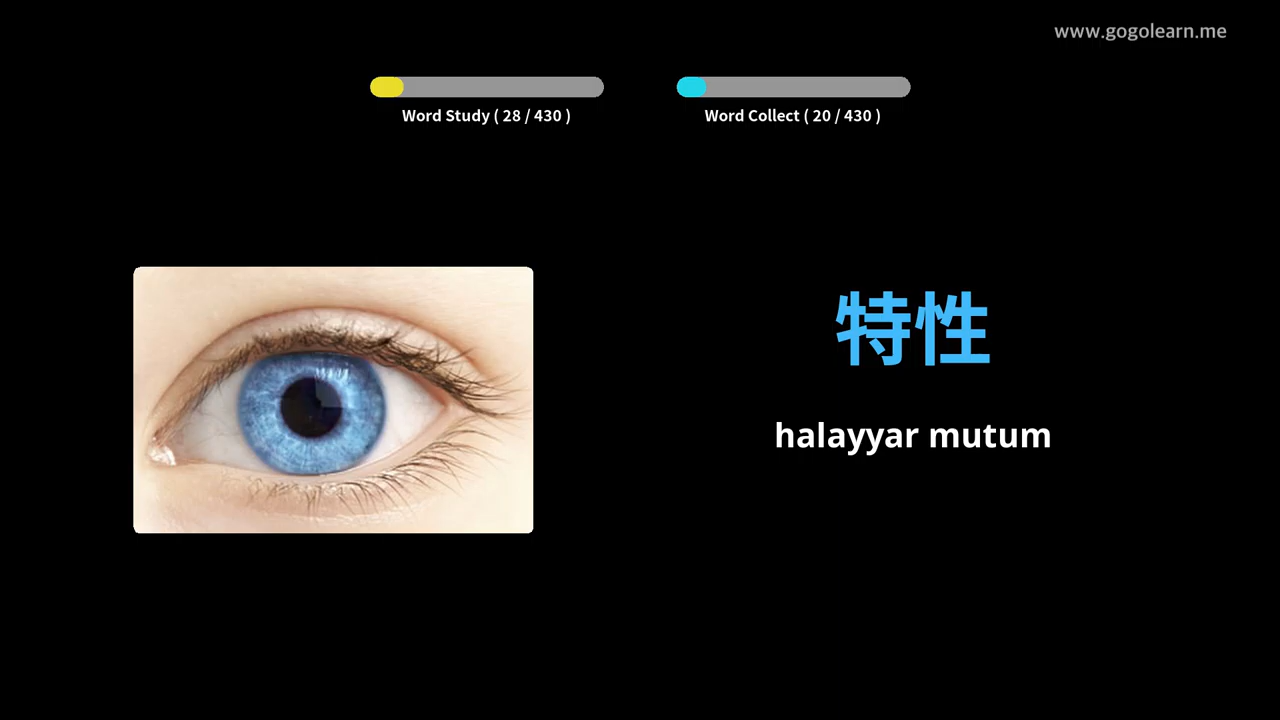 www.gogolearn.me
Word Study ( 28 / 430 )
Word Collect ( 20 / 430 )
特性
halayyar mutum